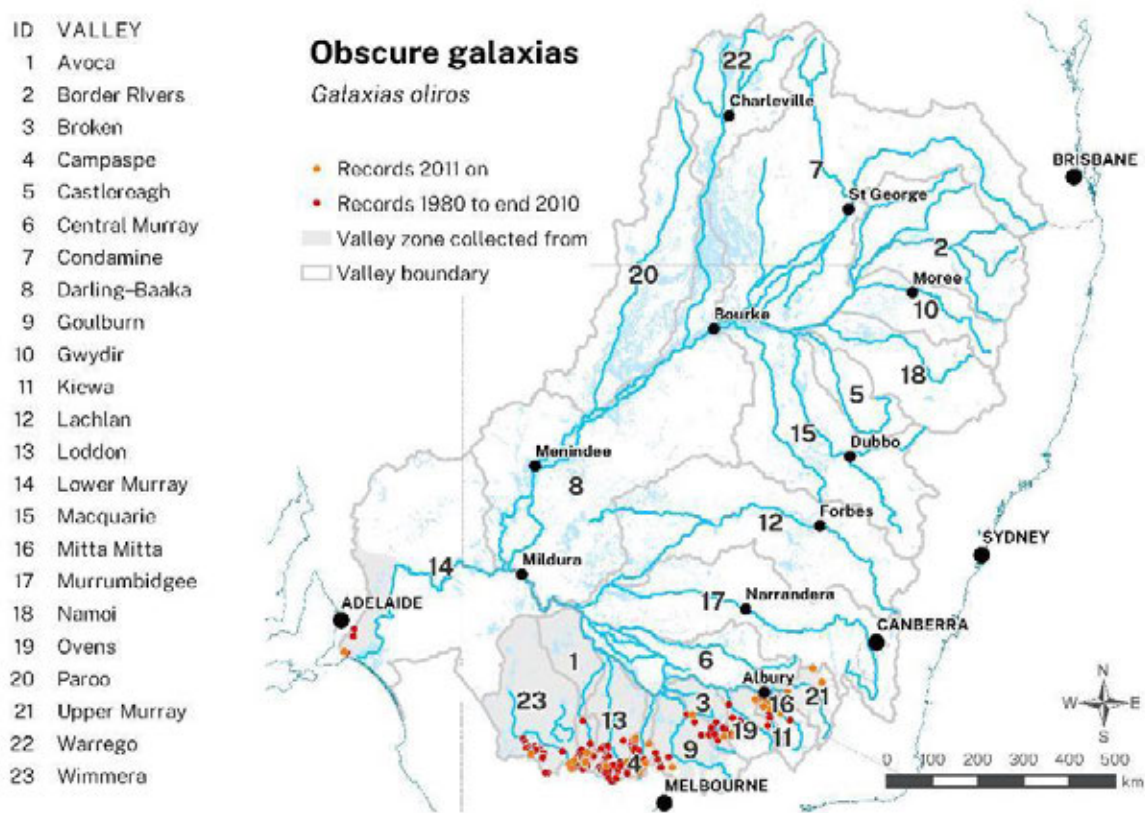 ID VALLEY
1 Avoca
2 Border Rivers
3 Broken
4 Campaspe
5 Castlereagh
6 Central Murray
7 Condamine
8 Darling–Baaka
9 Goulburn
10 Gwydir
11 Kiewa
12 Lachlan
13 Loddon
14 Lower Murray
15 Macquarie
16 Mitta Mitta
17 Murrumbidgee
18 Namoi
19 Ovens
20 Paroo
21 Upper Murray
22 Warrego
23 Wimmera
Obscure galaxias
Galaxias oliros
Records 2011 on
Records 1980 to end 2010
Valley zone collected from
Valley boundary
22
Charleville
BRISBANE
7
St George
2
20
Moree
10
Bourke
18
5
15
Dubbo
Menindee
8
Forbes
12
SYDNEY
Mildura
14
Narrandera
17
ADELAIDE
CANBERRA
1
6
Albury
21
23
3
16
13
19
11
9
4
MELBOURNE
N
W E
S
0 100 200 300 400 500
km